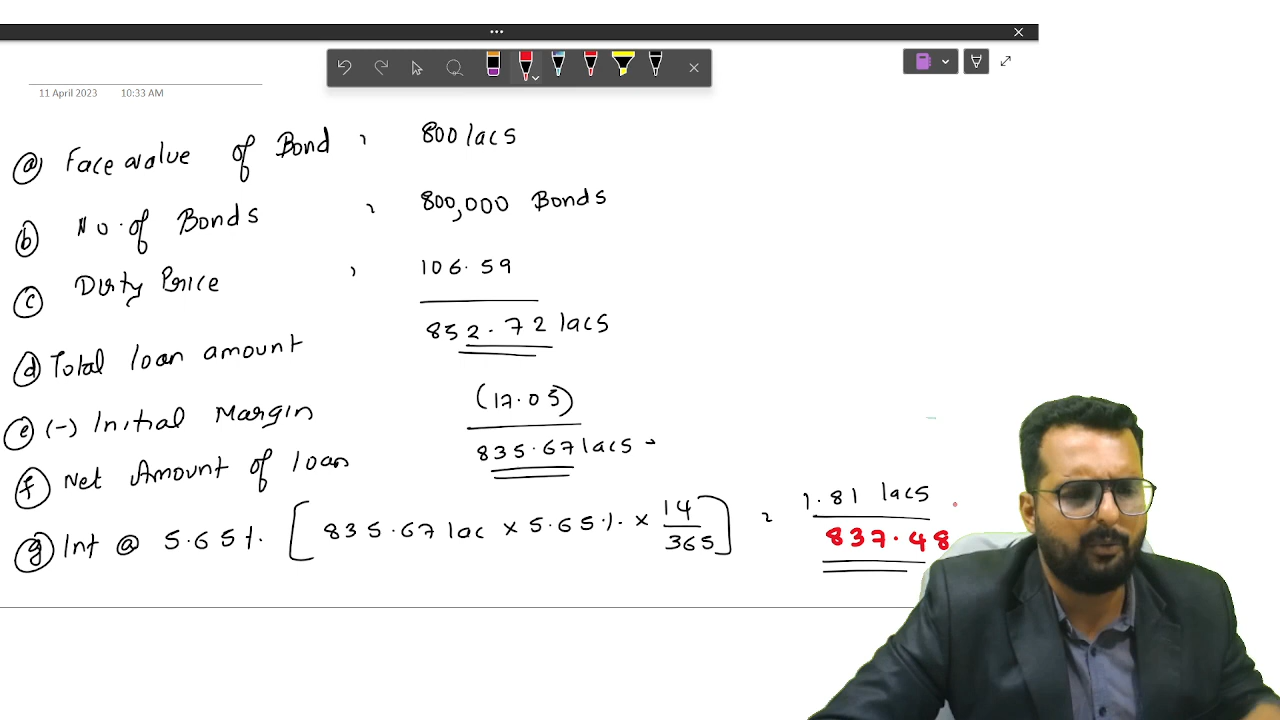 11 April 2023 10:33 AM
(a) Face value of Bond : 800 lacs
(b) No. of Bonds : 800,000 Bonds
(c) Dirty Price : 106.59
(d) Total loan amount 852.72 lacs
(e) (-) Initial Margin (17.05)
(f) Net Amount of loan 835.67 lacs
(g) Int @ 5.65% [835.67 lac × 5.65% × 14/365] = 1.81 lacs
837.48